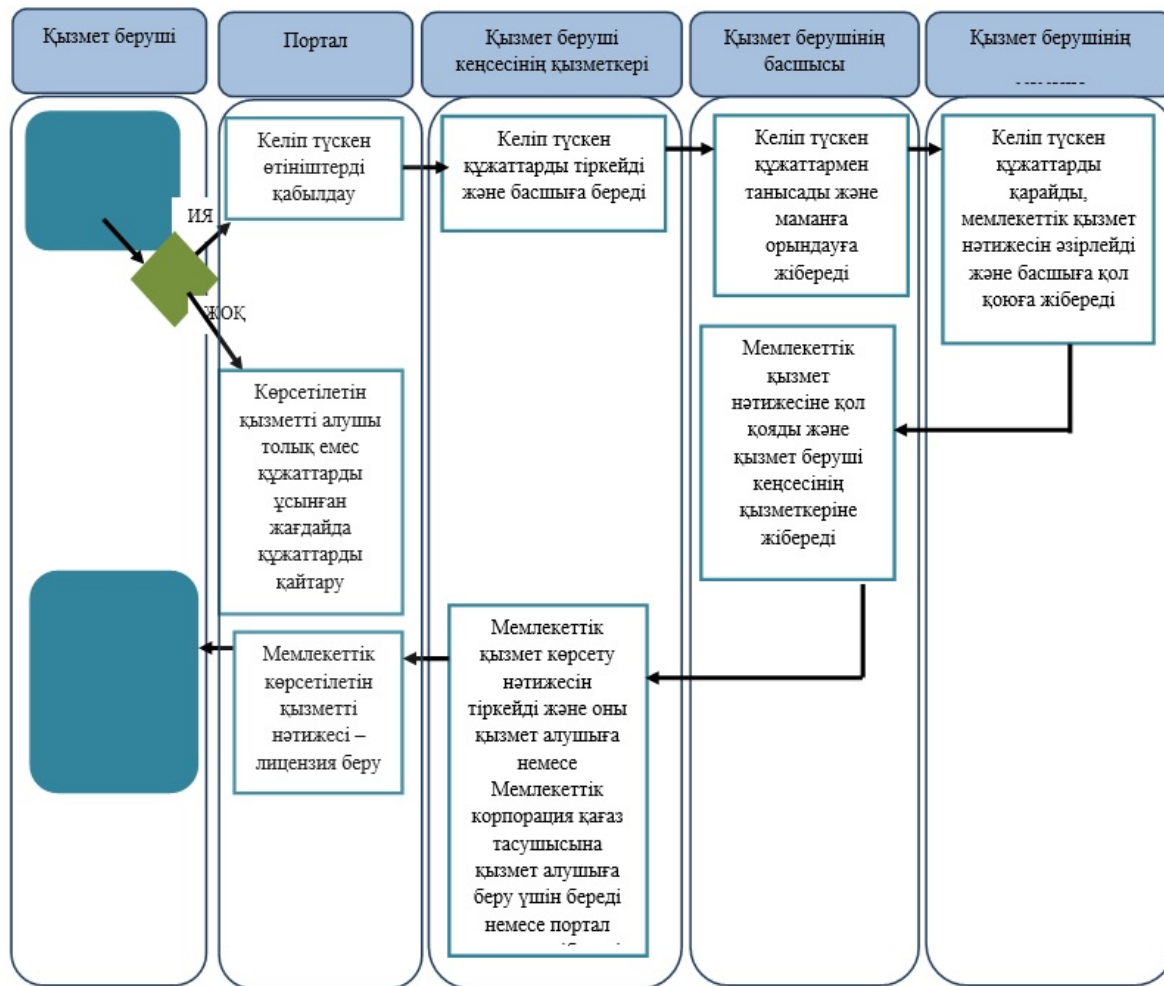 Қызмет беруші
Портал
Қызмет беруші
кеңсесінің қызметкері
Қызмет берушінің
басшысы
Қызмет берушінің
Келіп түскен
өтініштерді
қабылдау
Келіп түскен
құжаттарды тіркейді
және басшыға береді
Келіп түскен
құжаттармен
танысады және
маманға
орындауға
жібереді
Келіп түскен
құжаттарды
қарайды,
мемлекеттік қызмет
нәтижесін әзірлейді
және басшыға қол
қоюға жібереді
ИЯ
ЖОҚ
Көрсетілетін
қызметті алушы
толық емес
құжаттарды
ұсынған
жағдайда
құжаттарды
қайтару
Мемлекеттік
қызмет
нәтижесіне қол
қояды және
қызмет беруші
кеңсесінің
қызметкеріне
жібереді
Мемлекеттік
көрсетілетін
қызметті
нәтижесі –
лицензия беру
Мемлекеттік
қызмет көрсету
нәтижесін
тіркейді және оны
қызмет алушыға
немесе
Мемлекеттік
корпорация қағаз
тасушысына
қызмет алушыға
беру үшін береді
немесе портал